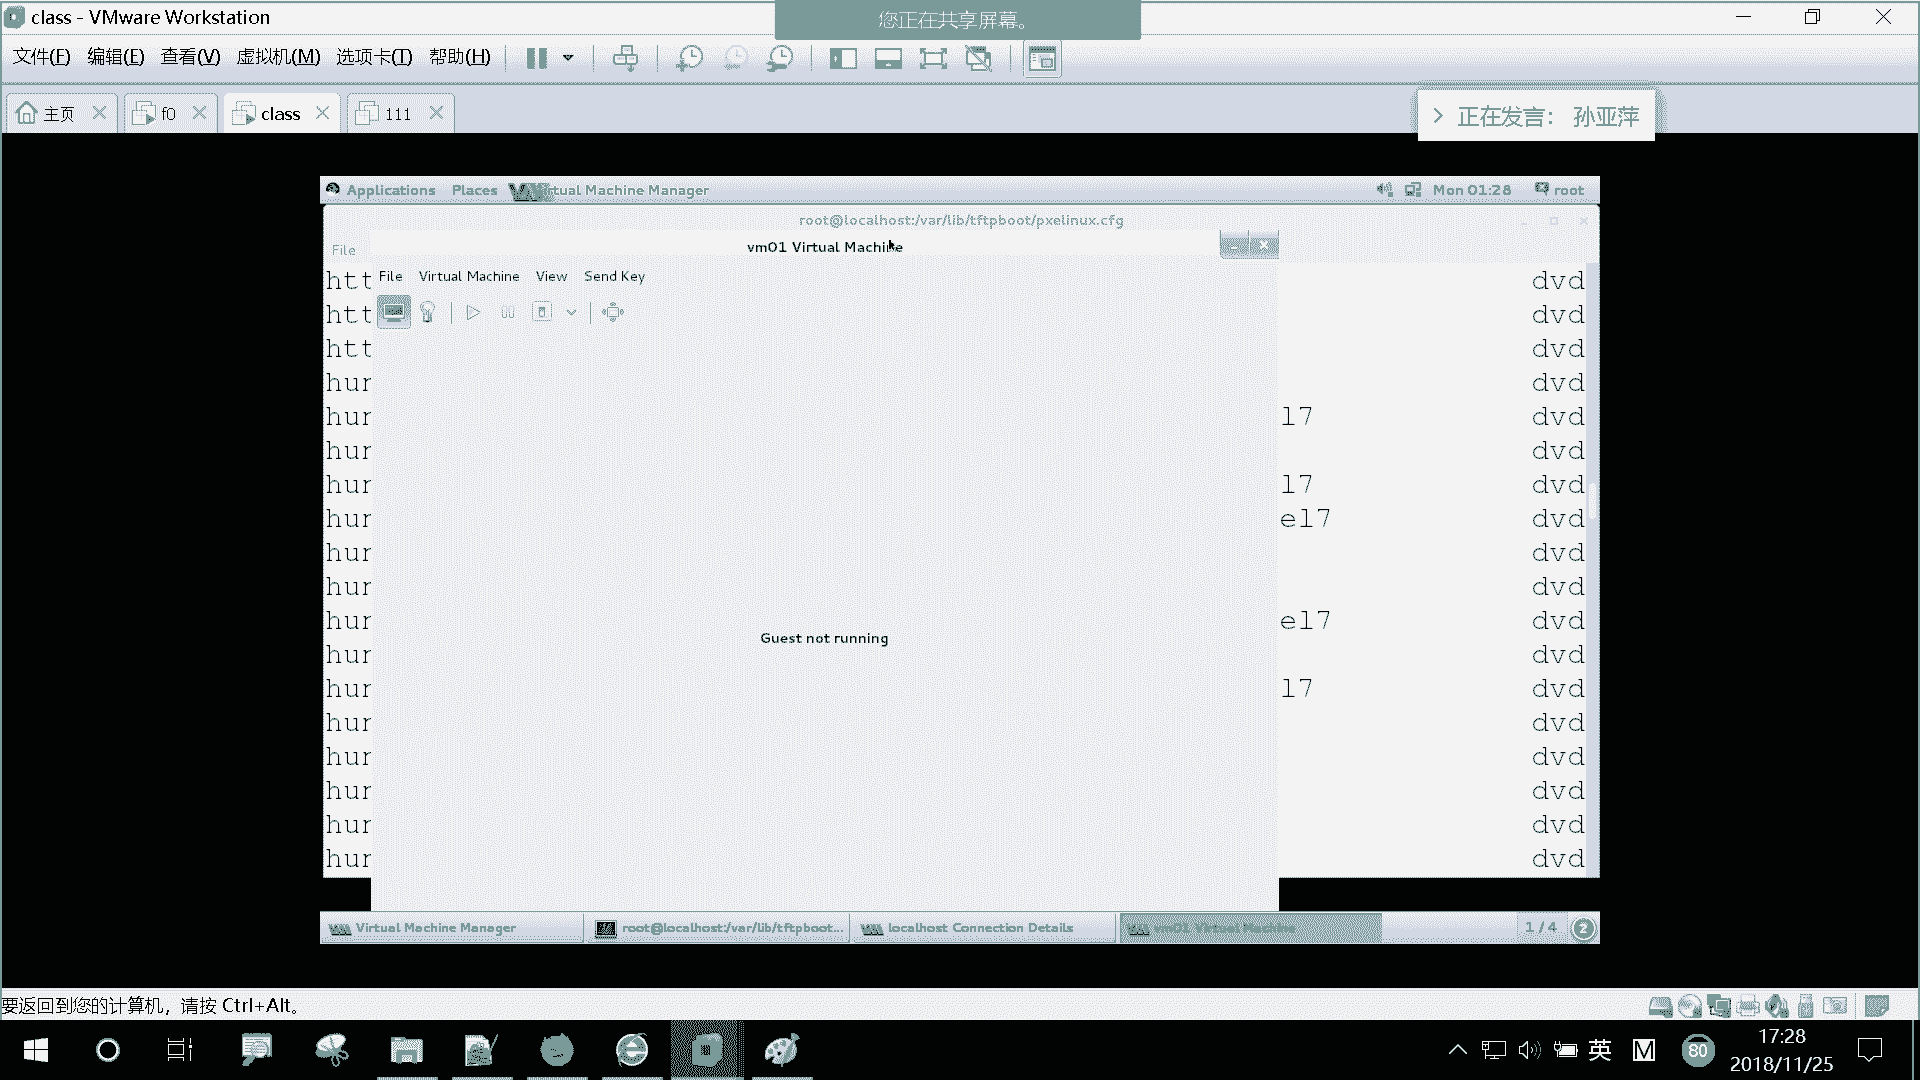 class - VMware Workstation
您正在共享屏幕。
文件(F) 编辑(E) 查看(V) 虚拟机(M) 选项卡(T) 帮助(H)
主页 f0 class 111
正在发言： 孙亚萍
Applications Places Virtual Machine Manager Mon 01:28 root
root@localhost:/var/lib/tftpboot/pxelinux.cfg
File
vm01 Virtual Machine
File Virtual Machine View Send Key
htt dvd
htt dvd
htt dvd
hur dvd
hur l7 dvd
hur dvd
hur l7 dvd
hur el7 dvd
hur dvd
hur dvd
hur el7 dvd
Guest not running
hur dvd
hur l7 dvd
hur dvd
hur dvd
hur dvd
hur dvd
hur dvd
Virtual Machine Manager root@localhost:/var/lib/tftpboot... localhost Connection Details vm01 Virtual Machine 1 / 4 2
要返回到您的计算机，请按 Ctrl+Alt。
英 M 80 17:28
2018/11/25